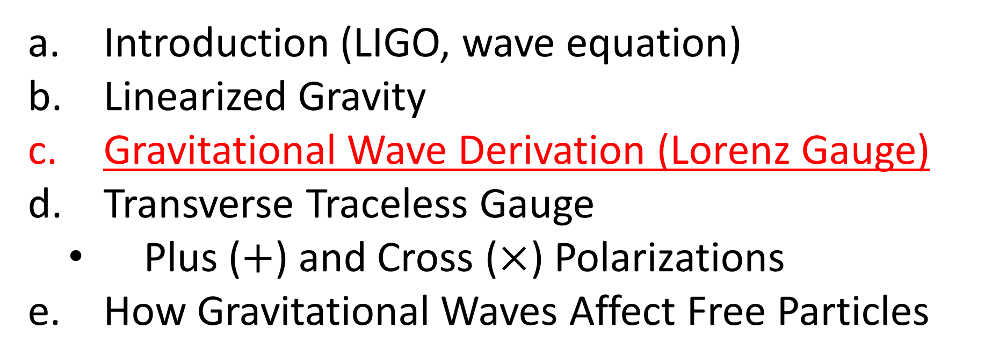 a. Introduction (LIGO, wave equation)
b. Linearized Gravity
c. Gravitational Wave Derivation (Lorenz Gauge)
d. Transverse Traceless Gauge
• Plus (+) and Cross (×) Polarizations
e. How Gravitational Waves Affect Free Particles